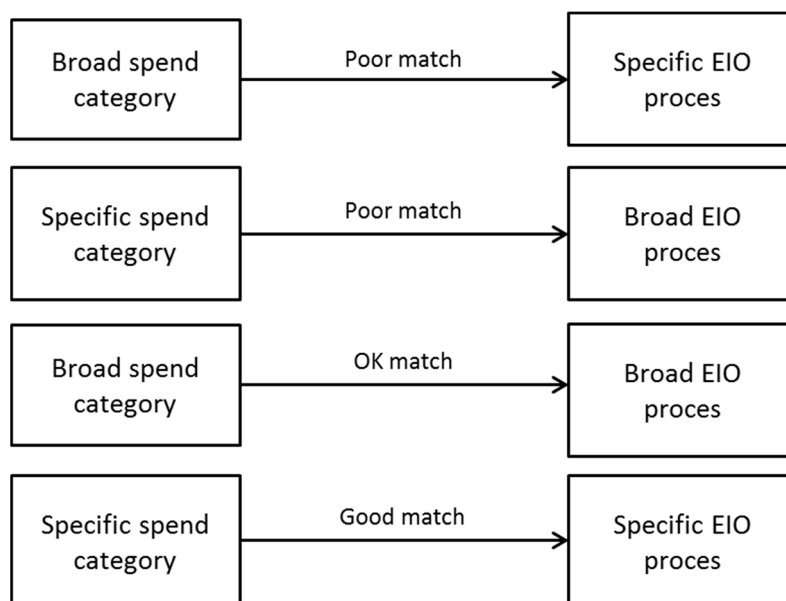 Broad spend
category
Poor match
Specific EIO
proces
Specific spend
category
Poor match
Broad EIO
proces
Broad spend
category
OK match
Broad EIO
proces
Specific spend
category
Good match
Specific EIO
proces